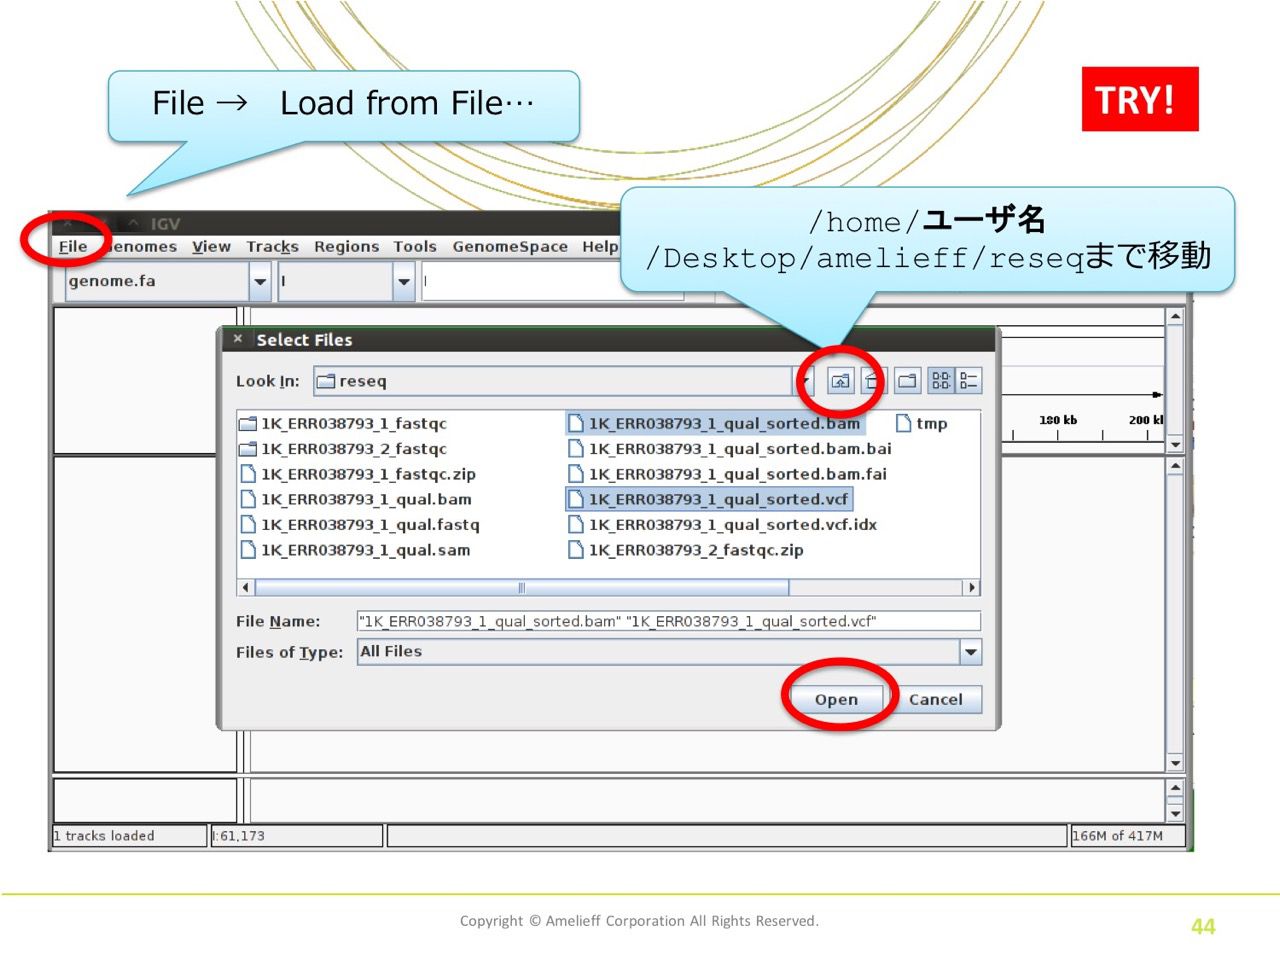 File → Load from File…
TRY!
/home/ユーザ名
/Desktop/amelieff/reseqまで移動
IGV
File Genomes View Tracks Regions Tools GenomeSpace Help
genome.fa I I
Select Files
Look In: reseq
1K_ERR038793_1_fastqc
1K_ERR038793_2_fastqc
1K_ERR038793_1_fastqc.zip
1K_ERR038793_1_qual.bam
1K_ERR038793_1_qual.fastq
1K_ERR038793_1_qual.sam
1K_ERR038793_1_qual_sorted.bam
1K_ERR038793_1_qual_sorted.bam.bai
1K_ERR038793_1_qual_sorted.bam.fai
1K_ERR038793_1_qual_sorted.vcf
1K_ERR038793_1_qual_sorted.vcf.idx
1K_ERR038793_2_fastqc.zip
tmp
180 kb 200 kb
File Name: "1K_ERR038793_1_qual_sorted.bam" "1K_ERR038793_1_qual_sorted.vcf"
Files of Type: All Files
Open Cancel
1 tracks loaded I:61,173 166M of 417M
Copyright © Amelieff Corporation All Rights Reserved.
44